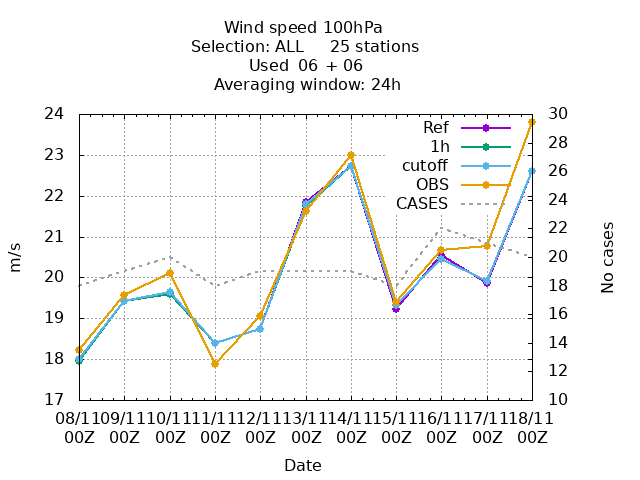 Wind speed 100hPa
Selection: ALL     25 stations
Used  06 + 06
Averaging window: 24h
24
23
22
21
20
19
18
17
m/s
30
28
26
24
22
20
18
16
14
12
10
No cases
Ref
1h
cutoff
OBS
CASES
08/11 09/11 10/11 11/11 12/11 13/11 14/11 15/11 16/11 17/11 18/11
00Z 00Z 00Z 00Z 00Z 00Z 00Z 00Z 00Z 00Z 00Z
Date